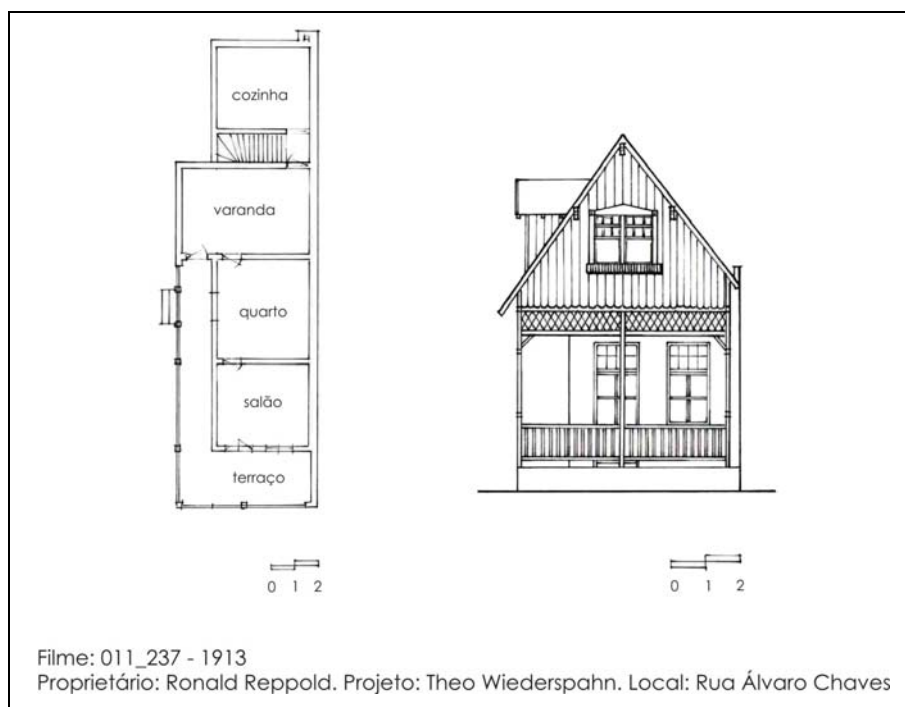 cozinha
varanda
quarto
salão
terraço
0 1 2
0 1 2
Filme: 011_237 - 1913
Proprietário: Ronald Reppold. Projeto: Theo Wiederspahn. Local: Rua Álvaro Chaves